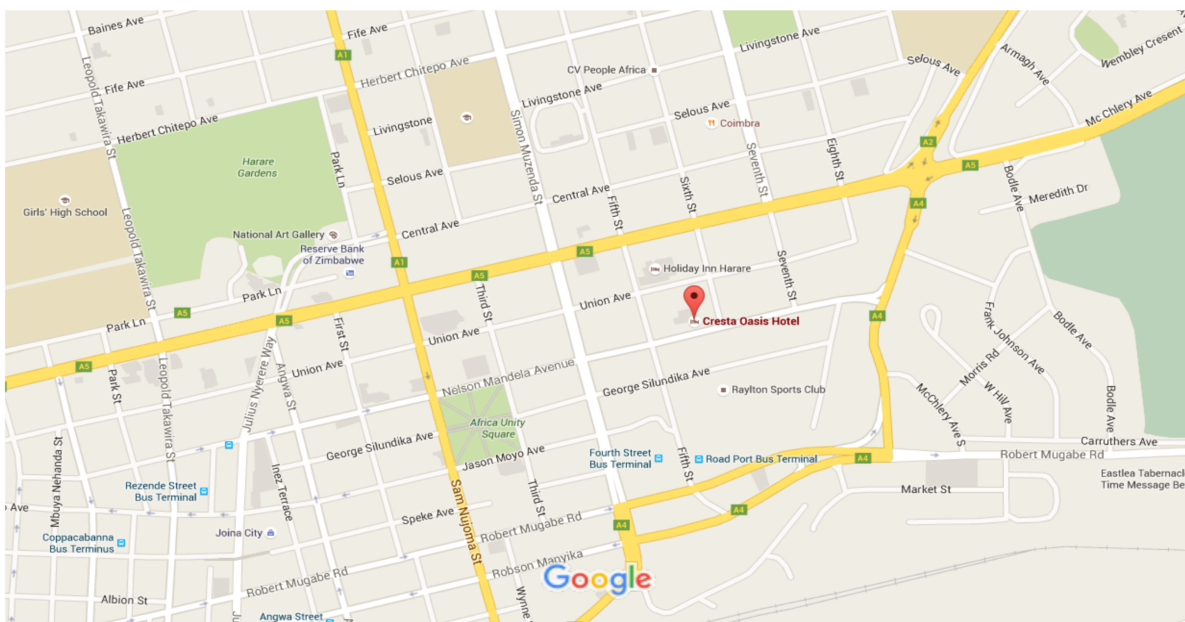 Baines Ave
Fife Ave
A1
Leopold Takawira St
Fife Ave
Herbert Chitepo Ave
Herbert Chitepo Ave
Livingstone Ave
CV People Africa
Livingstone Ave
Selous Ave
Armagh Ave
Wembley Cresent
Mc Chlery Ave
Simon Muzenda St
Livingstone
Selous Ave
Coimbra
Seventh St
Eighth St
A2
A5
Harare
Gardens
Park Ln
Selous Ave
Central Ave
Fifth St
Sixth St
Bodle Ave
Meredith Dr
A4
Girls' High School
Leopold Takawira St
National Art Gallery
Central Ave
Reserve Bank
of Zimbabwe
A1
A5
A5
Holiday Inn Harare
Seventh St
Park Ln
Park Ln
A5
A5
Third St
Union Ave
Cresta Oasis Hotel
A4
Frank Johnson Ave
Bodle Ave
First St
Union Ave
Union Ave
Julius Nyerere Way
Angwa St
A5
Park St
Leopold Takawira St
Nelson Mandela Avenue
George Silundika Ave
Raylton Sports Club
Morris Rd
McChlery Ave S
W Hill Ave
Bodle Ave
Africa Unity
Square
George Silundika Ave
Jason Moyo Ave
Fourth Street
Bus Terminal
Fifth St
Road Port Bus Terminal
A4
Carruthers Ave
Robert Mugabe Rd
Mbuya Nehanda St
Rezende Street
Bus Terminal
Inez Terrace
Sam Nujoma St
Third St
Market St
Eastlea Tabernacl
Time Message Be
Ave
Speke Ave
Robert Mugabe Rd
A4
A4
Coppacabanna
Bus Terminus
Joina City
Robson Manyika
Robert Mugabe Rd
Google
Albion St
Angwa Street
Wynne
Ju